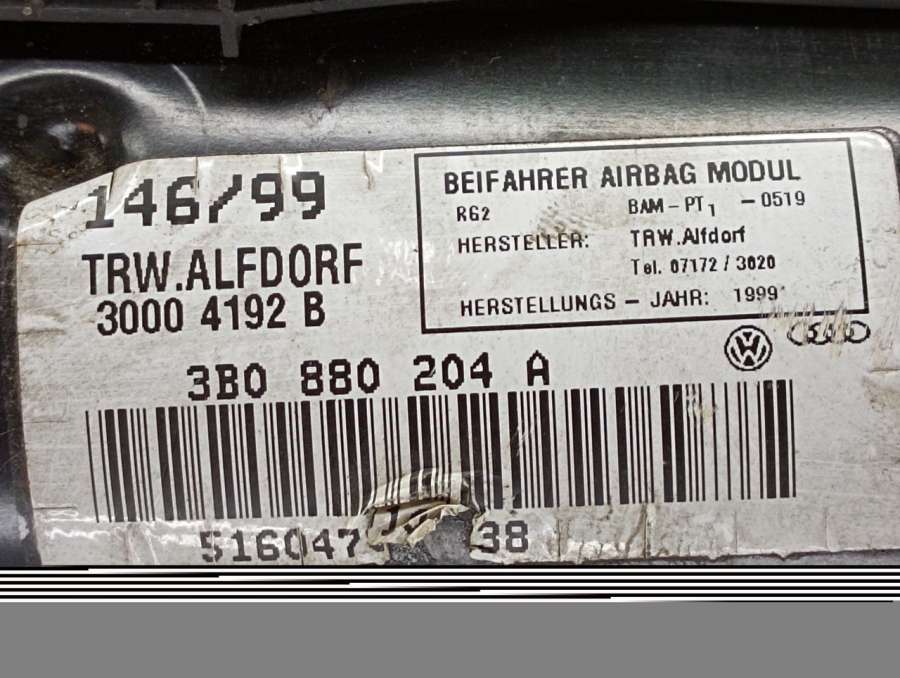 146/99
TRW.ALFDORF
3000 4192 B
BEIFAHRER AIRBAG MODUL
RG2 BAM-PT1 -0519
HERSTELLER: TRW.Alfdorf
Tel. 07172 / 3020
HERSTELLUNGS - JAHR: 1999
3B0 880 204 A
516047 38